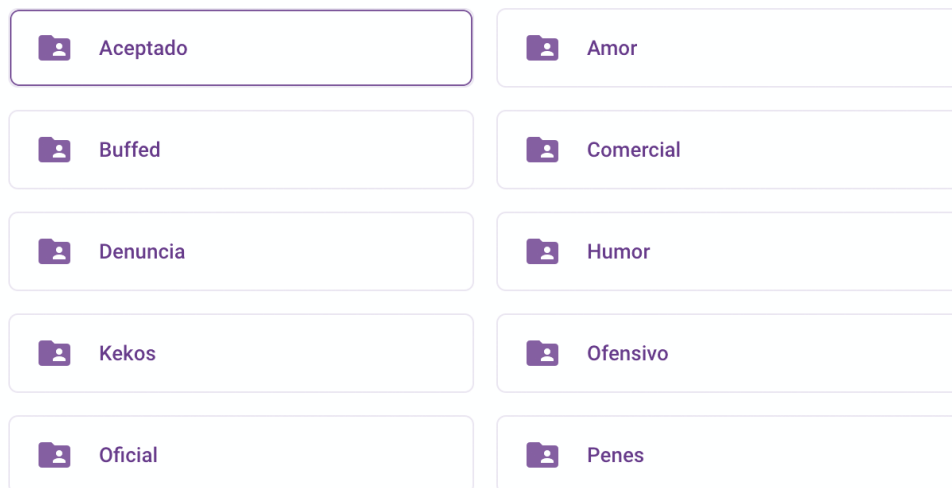 Aceptado
Amor
Buffed
Comercial
Denuncia
Humor
Kekos
Ofensivo
Oficial
Penes